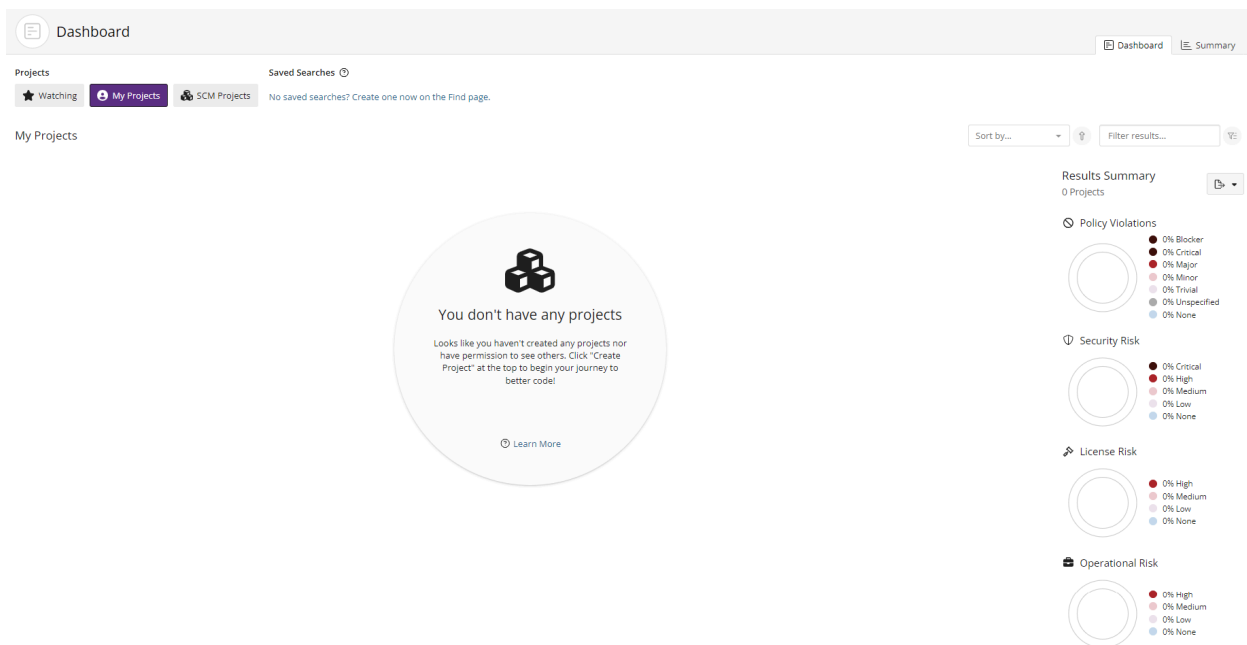 Dashboard
Dashboard
Summary
Projects
Saved Searches
Watching
My Projects
SCM Projects
No saved searches? Create one now on the Find page.
My Projects
Sort by...
Filter results...
Results Summary
0 Projects
Policy Violations
0% Blocker
0% Critical
0% Major
0% Minor
0% Trivial
0% Unspecified
0% None
You don't have any projects
Looks like you haven't created any projects nor
have permission to see others. Click "Create
Project" at the top to begin your journey to
better code!
Learn More
Security Risk
0% Critical
0% High
0% Medium
0% Low
0% None
License Risk
0% High
0% Medium
0% Low
0% None
Operational Risk
0% High
0% Medium
0% Low
0% None